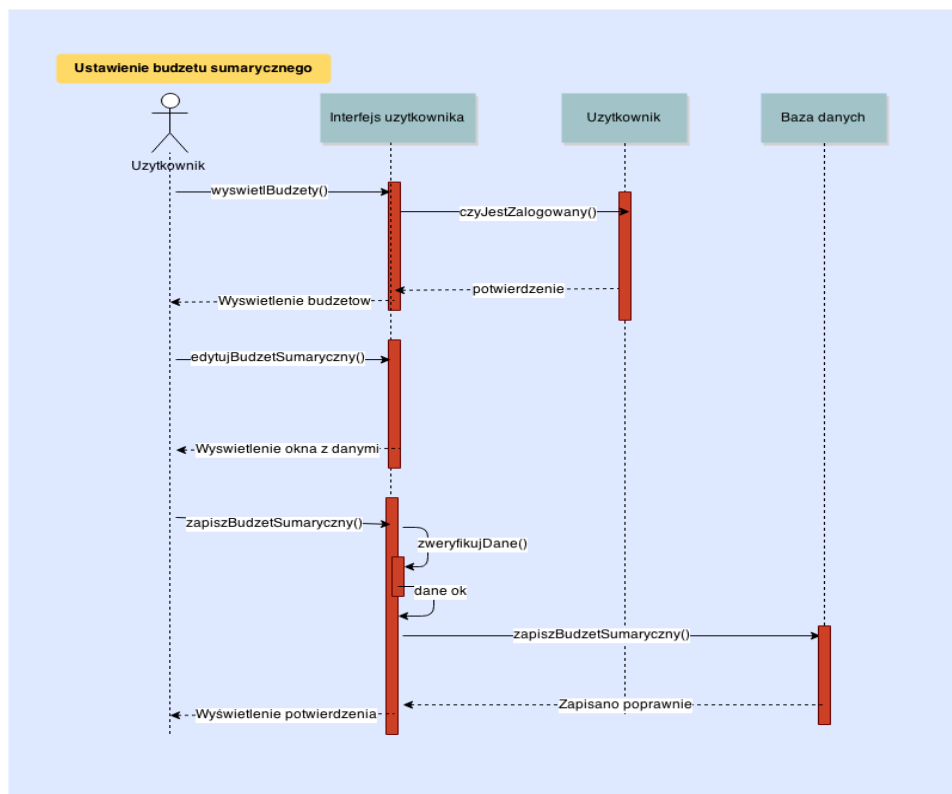 Ustawienie budzetu sumarycznego
Uzytkownik
Interfejs uzytkownika
Uzytkownik
Baza danych
wyswietlBudzety()
czyJestZalogowany()
potwierdzenie
Wyswietlenie budzetow
edytujBudzetSumaryczny()
Wyswietlenie okna z danymi
zapiszBudzetSumaryczny()
zweryfikujDane()
dane ok
zapiszBudzetSumaryczny()
Zapisano poprawnie
Wyświetlenie potwierdzenia